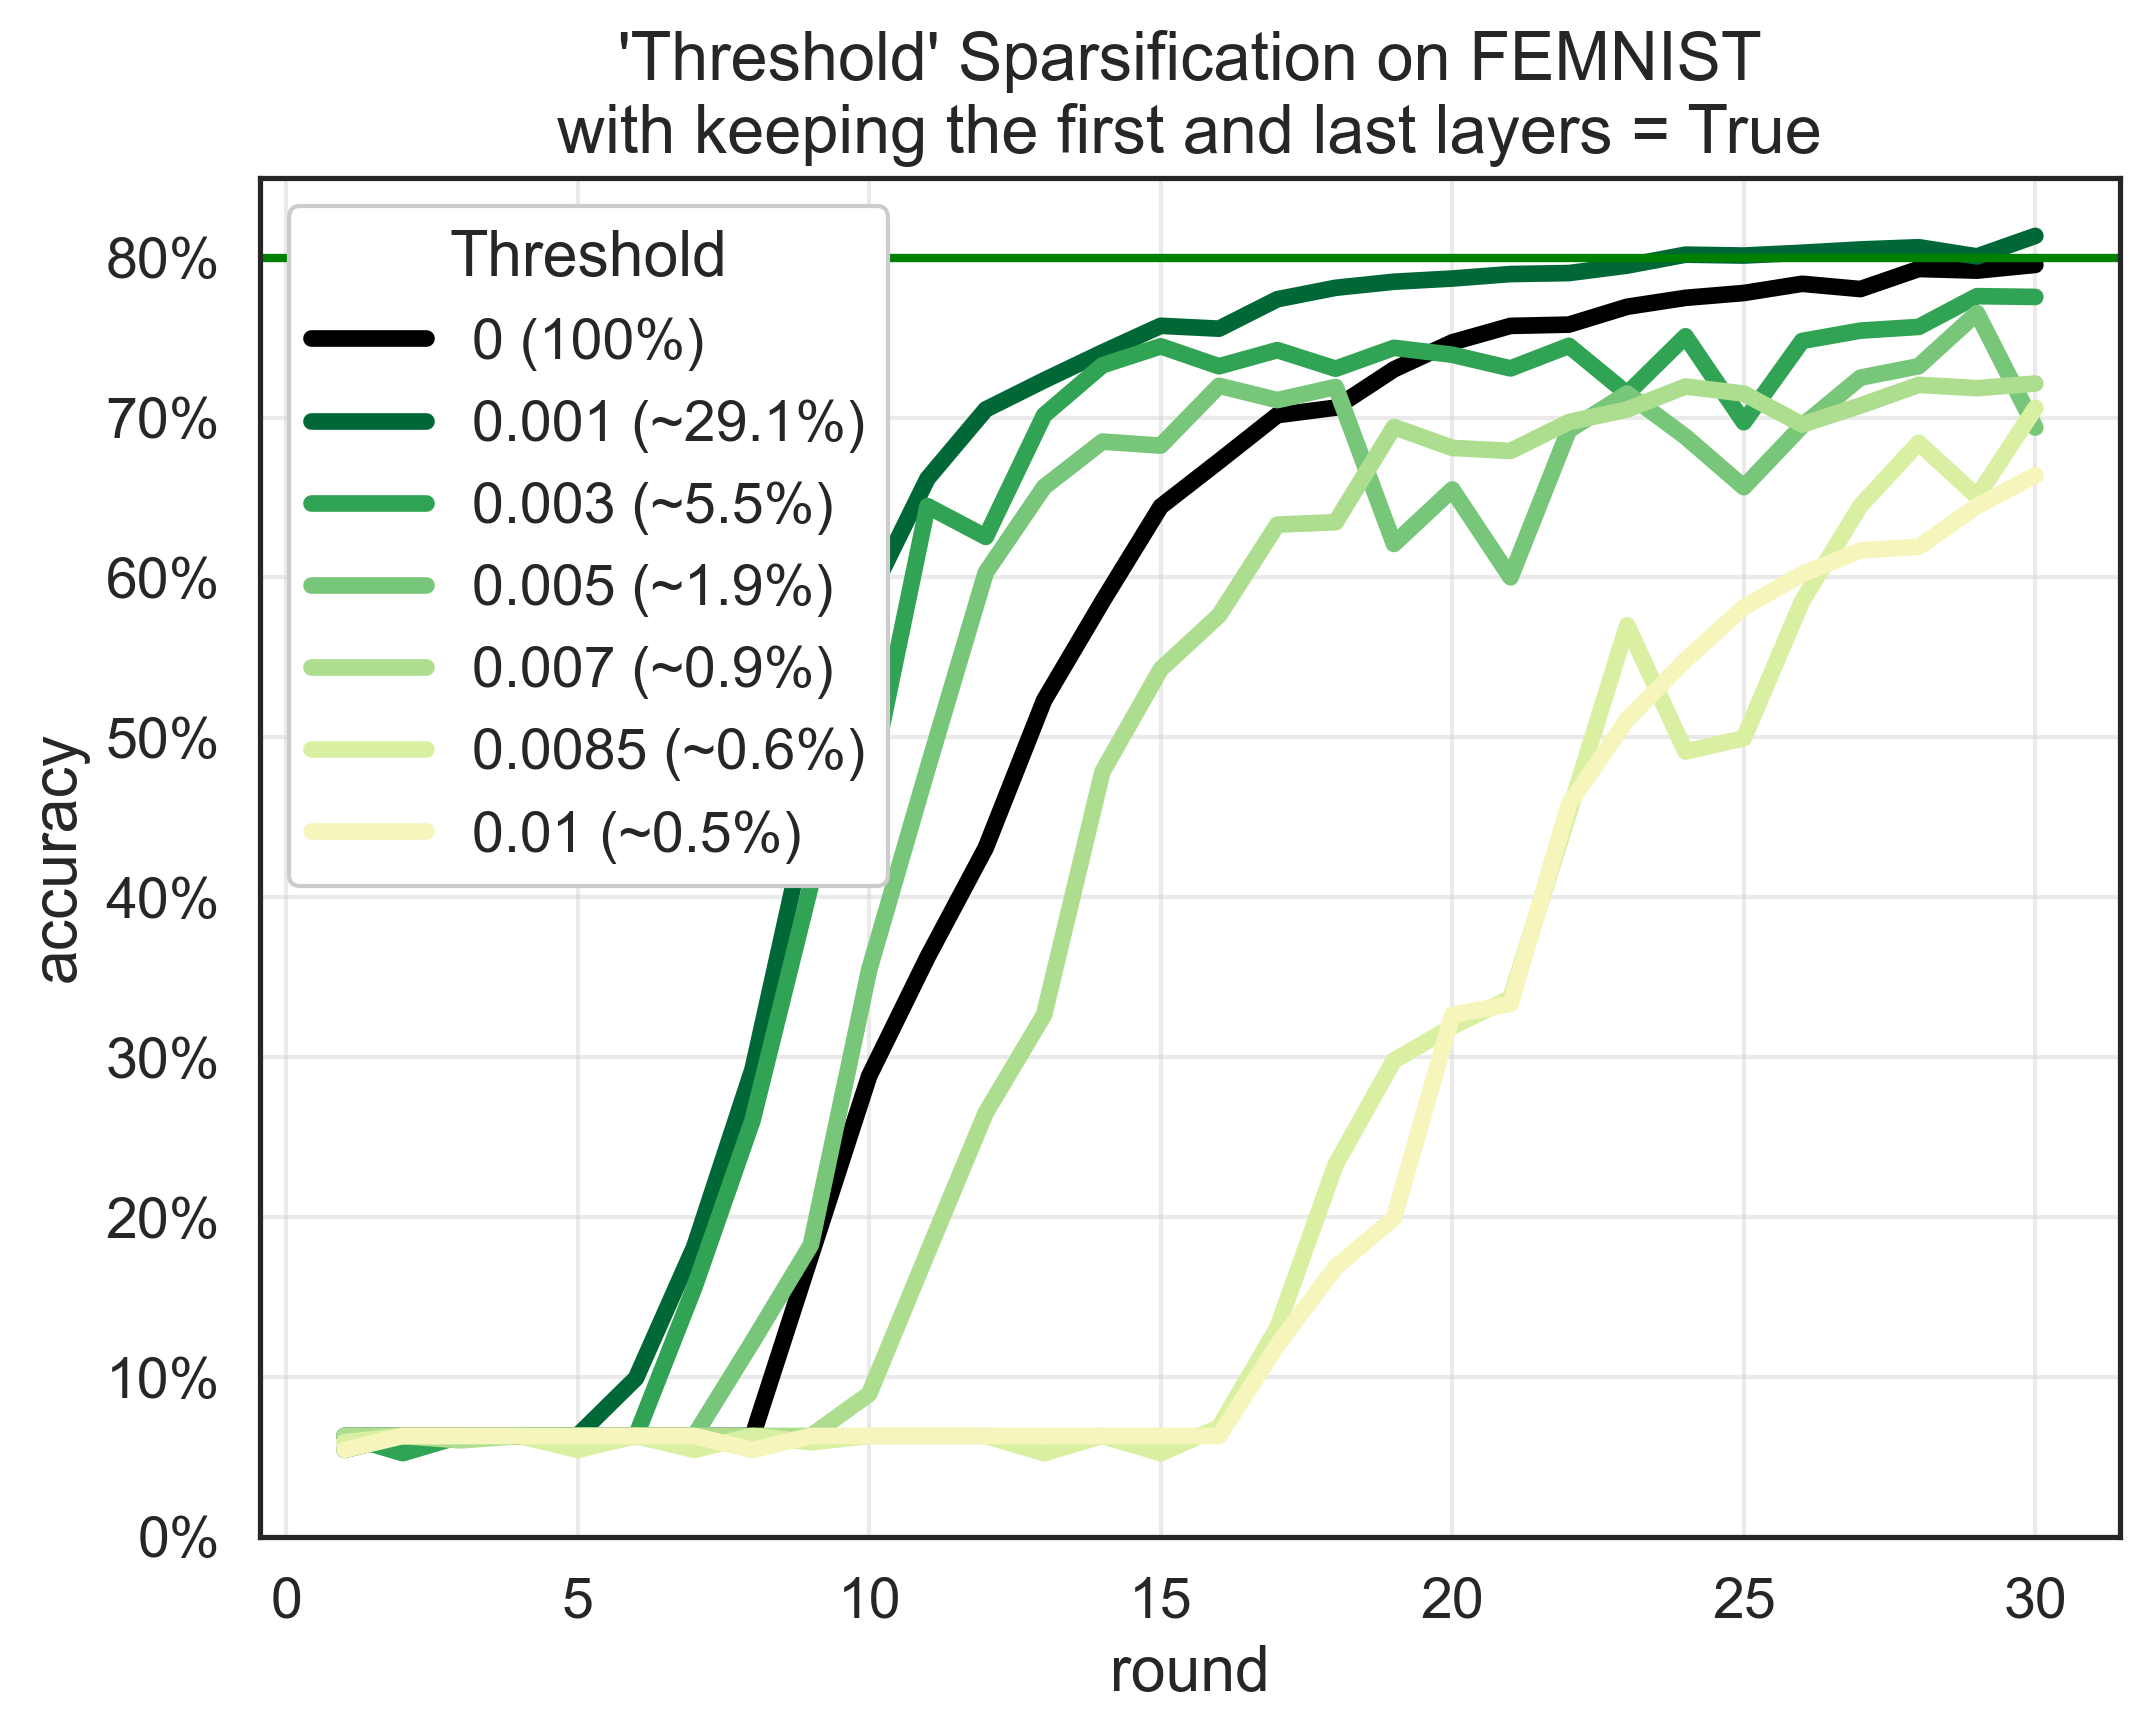 'Threshold' Sparsification on FEMNIST
with keeping the first and last layers = True
Threshold
0 (100%)
0.001 (~29.1%)
0.003 (~5.5%)
0.005 (~1.9%)
0.007 (~0.9%)
0.0085 (~0.6%)
0.01 (~0.5%)
accuracy
80%
70%
60%
50%
40%
30%
20%
10%
0%
0 5 10 15 20 25 30
round